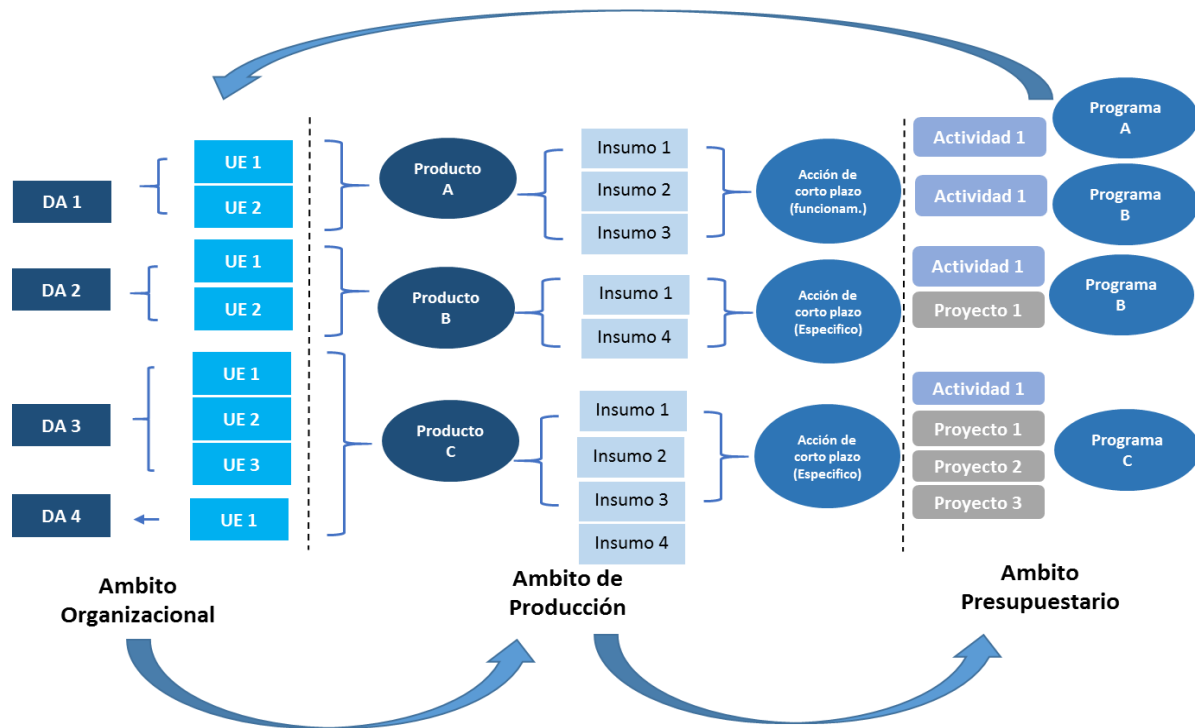 DA 1
DA 2
DA 3
DA 4
UE 1
UE 2
UE 1
UE 2
UE 1
UE 2
UE 3
UE 1
Ambito
Organizacional
Producto
A
Producto
B
Producto
C
Insumo 1
Insumo 2
Insumo 3
Insumo 1
Insumo 4
Insumo 1
Insumo 2
Insumo 3
Insumo 4
Acción de
corto plazo
(funcionam.)
Acción de
corto plazo
(Especifico)
Acción de
corto plazo
(Especifico)
Ambito de
Producción
Actividad 1
Actividad 1
Actividad 1
Proyecto 1
Actividad 1
Proyecto 1
Proyecto 2
Proyecto 3
Programa
A
Programa
B
Programa
B
Programa
C
Ambito
Presupuestario